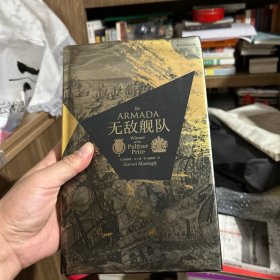 The
ARMADA
无敌舰队
Winner
of the
Pulitzer
Prize
Garrett Mattingly